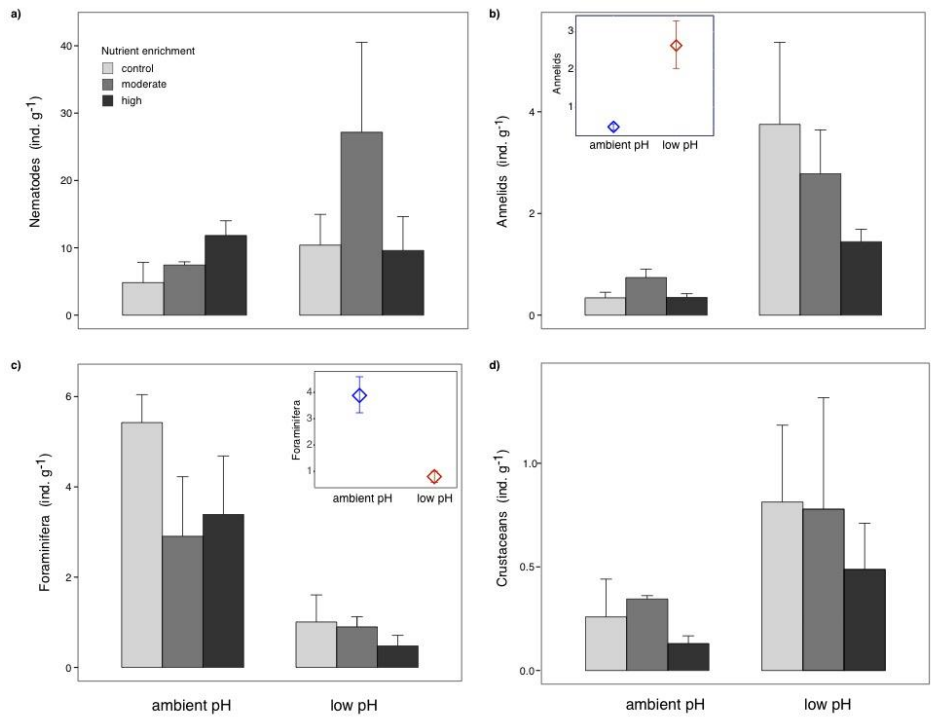 a)
Nutrient enrichment
control
moderate
high
Nematodes (ind. g⁻¹)
40
30
20
10
0
b)
Annelids
3
2
1
ambient pH low pH
Annelids (ind. g⁻¹)
4
2
0
c)
Foraminifera
4
3
2
1
ambient pH low pH
Foraminifera (ind. g⁻¹)
6
4
2
0
ambient pH low pH
d)
Crustaceans (ind. g⁻¹)
1.0
0.5
0.0
ambient pH low pH